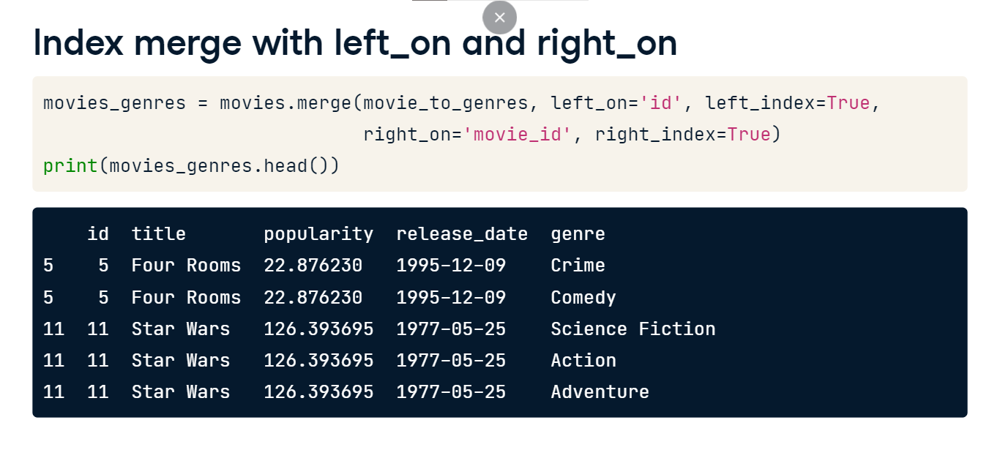 Index merge with left_on and right_on
movies_genres = movies.merge(movie_to_genres, left_on='id', left_index=True,
                             right_on='movie_id', right_index=True)
print(movies_genres.head())
    id  title       popularity  release_date  genre
5    5  Four Rooms  22.876230   1995-12-09    Crime
5    5  Four Rooms  22.876230   1995-12-09    Comedy
11  11  Star Wars   126.393695  1977-05-25    Science Fiction
11  11  Star Wars   126.393695  1977-05-25    Action
11  11  Star Wars   126.393695  1977-05-25    Adventure